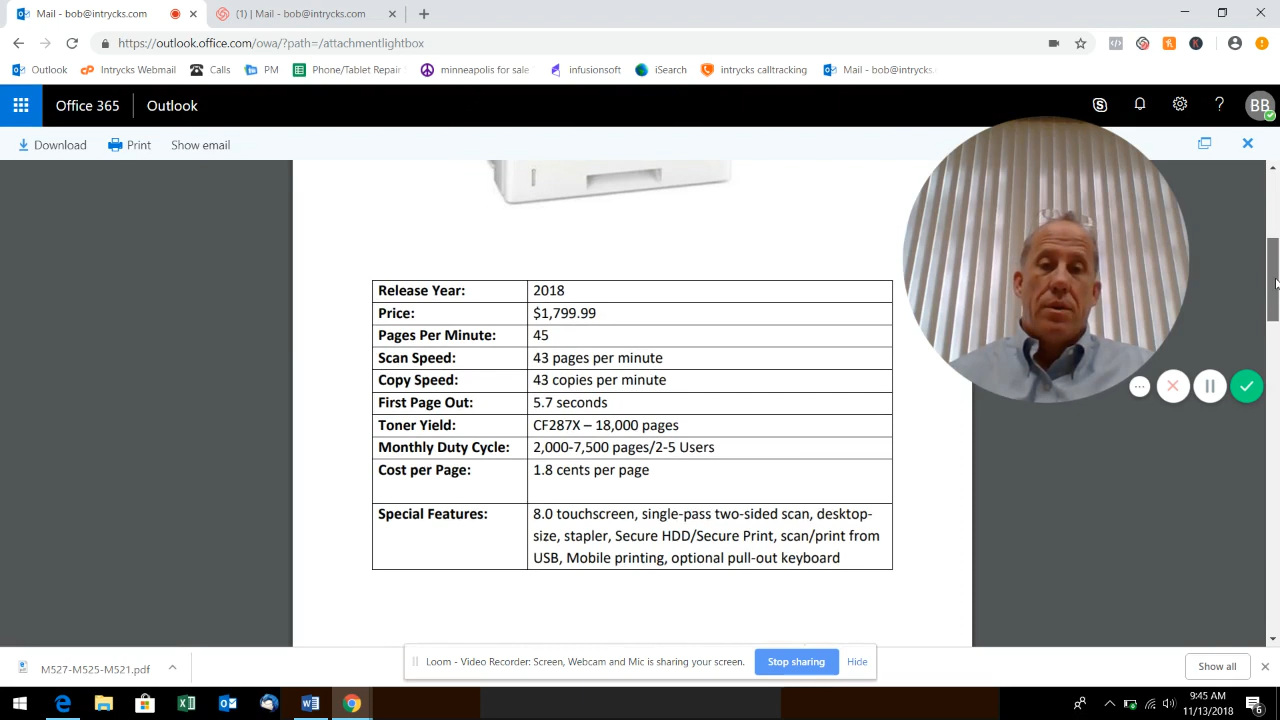 Mail - bob@intrycks.com
(1) | Mail - bob@intrycks.com
https://outlook.office.com/owa/?path=/attachmentlightbox
Outlook
Intrycks Webmail
Calls
PM
Phone/Tablet Repair
minneapolis for sale
infusionsoft
iSearch
intrycks calltracking
Mail - bob@intrycks.
Office 365
Outlook
BB
Download
Print
Show email
Release Year: 2018
Price: $1,799.99
Pages Per Minute: 45
Scan Speed: 43 pages per minute
Copy Speed: 43 copies per minute
First Page Out: 5.7 seconds
Toner Yield: CF287X – 18,000 pages
Monthly Duty Cycle: 2,000-7,500 pages/2-5 Users
Cost per Page: 1.8 cents per page
Special Features: 8.0 touchscreen, single-pass two-sided scan, desktop-
size, stapler, Secure HDD/Secure Print, scan/print from
USB, Mobile printing, optional pull-out keyboard
Loom - Video Recorder: Screen, Webcam and Mic is sharing your screen.
Stop sharing
Hide
M527-M525-M521.pdf
Show all
9:45 AM
11/13/2018
6